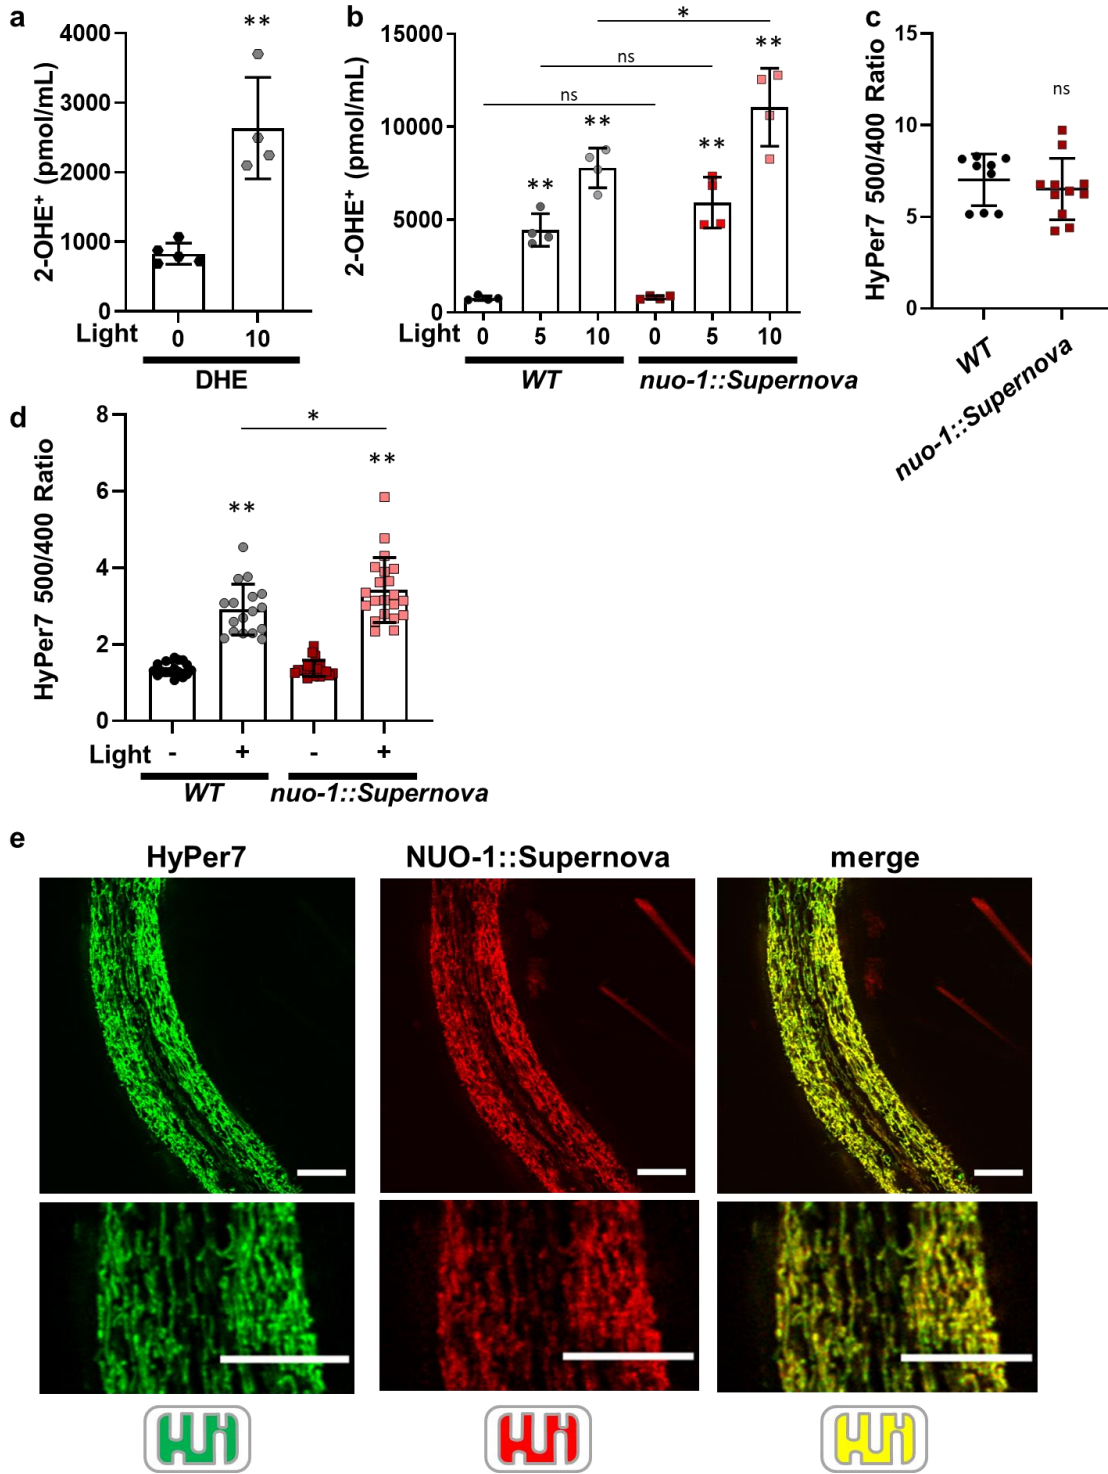 a
2-OHE⁺ (pmol/mL)
4000
3000
2000
1000
0
**
Light 0 10
DHE
b
2-OHE⁺ (pmol/mL)
15000
10000
5000
0
*
ns
ns
**
**
**
**
Light 0 5 10 0 5 10
WT nuo-1::Supernova
c
HyPer7 500/400 Ratio
15
10
5
0
ns
WT
nuo-1::Supernova
d
HyPer7 500/400 Ratio
8
6
4
2
0
*
**
**
Light - + - +
WT nuo-1::Supernova
e
HyPer7 NUO-1::Supernova merge